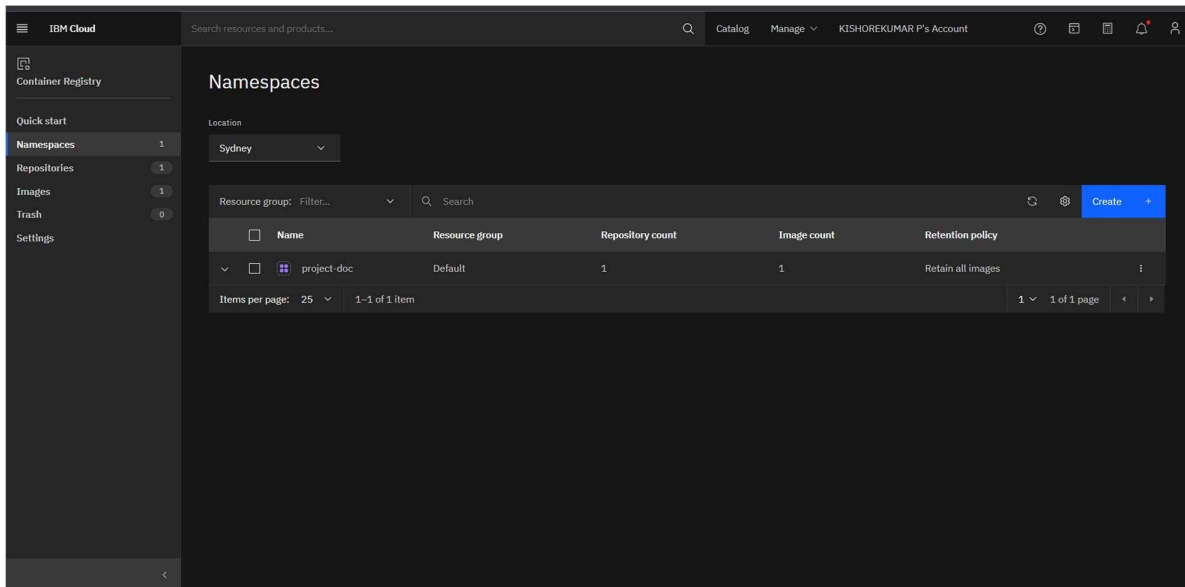 IBM Cloud
Search resources and products...
Catalog
Manage
KISHOREKUMAR P's Account
Container Registry
Quick start
Namespaces 1
Repositories 1
Images 1
Trash 0
Settings
Namespaces
Location
Sydney
Resource group: Filter...
Search
Create +
Name Resource group Repository count Image count Retention policy
project-doc Default 1 1 Retain all images
Items per page: 25 1–1 of 1 item 1 1 of 1 page